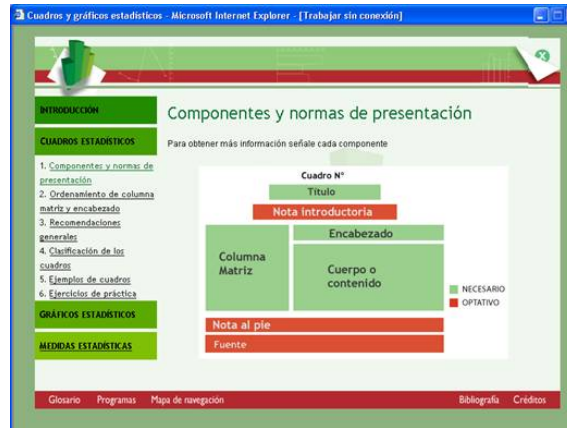 Cuadros y gráficos estadísticos - Microsoft Internet Explorer - [Trabajar sin conexión]
INTRODUCCIÓN
CUADROS ESTADÍSTICOS
1. Componentes y normas de
presentación
2. Ordenamiento de columna
matriz y encabezado
3. Recomendaciones
generales
4. Clasificación de los
cuadros
5. Ejemplos de cuadros
6. Ejercicios de práctica
GRÁFICOS ESTADÍSTICOS
MEDIDAS ESTADÍSTICAS
Componentes y normas de presentación
Para obtener más información señale cada componente
Cuadro N°
Título
Nota introductoria
Encabezado
Columna
Matriz
Cuerpo o
contenido
NECESARIO
OPTATIVO
Nota al pie
Fuente
Glosario Programas Mapa de navegación Bibliografía Créditos